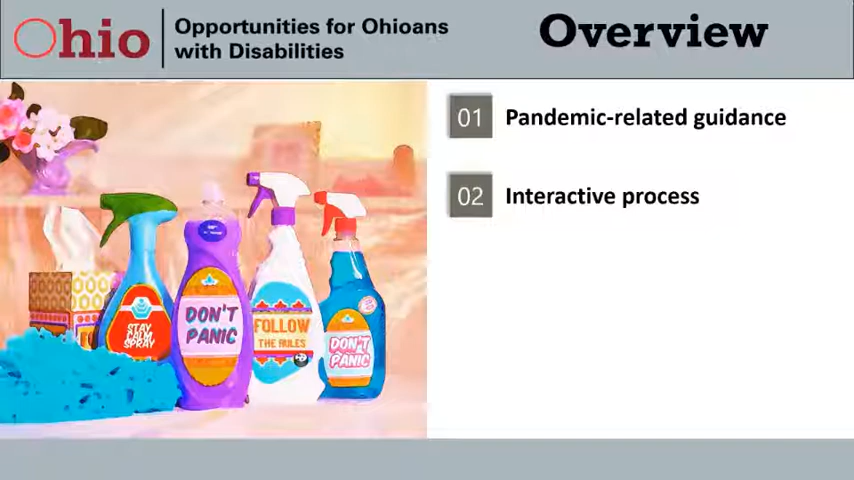 Ohio
Opportunities for Ohioans
with Disabilities
Overview
01 Pandemic-related guidance
02 Interactive process
STAY
CALM
SPRAY
SPRAY
DON'T
PANIC
FOLLOW
THE RULES
DON'T
PANIC